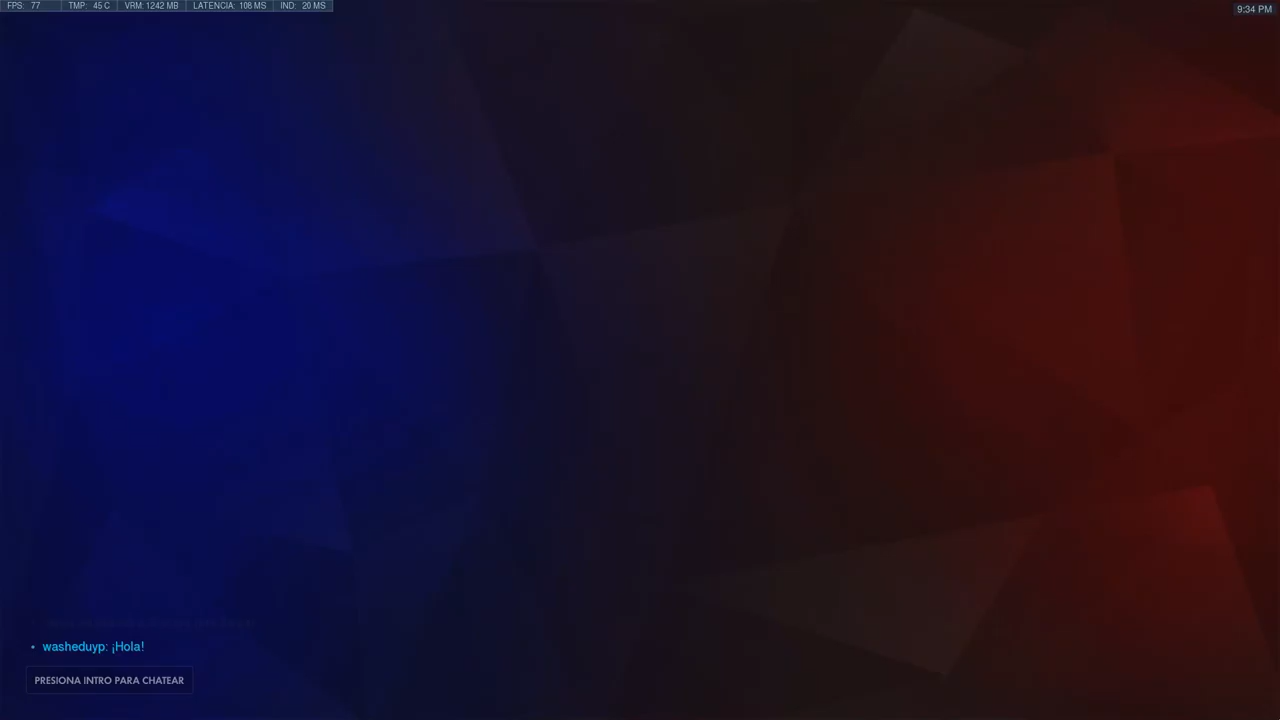 FPS: 77 TMP: 45 C VRM: 1242 MB LATENCIA: 108 MS IND: 20 MS
9:34 PM
• washeduyp: ¡Hola!
PRESIONA INTRO PARA CHATEAR